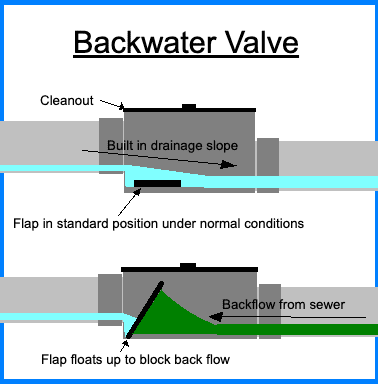 Backwater Valve
Cleanout
Built in drainage slope
Flap in standard position under normal conditions
Backflow from sewer
Flap floats up to block back flow